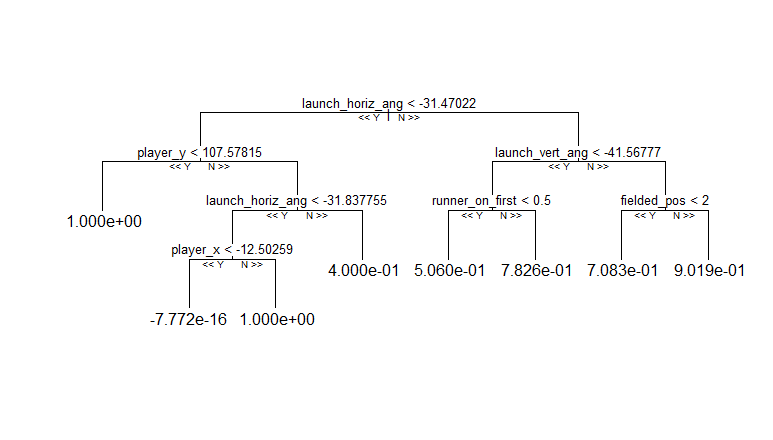 launch_horiz_ang < -31.47022
<< Y N >>
player_y < 107.57815
<< Y N >>
launch_vert_ang < -41.56777
<< Y N >>
1.000e+00
launch_horiz_ang < -31.837755
<< Y N >>
runner_on_first < 0.5
<< Y N >>
fielded_pos < 2
<< Y N >>
player_x < -12.50259
<< Y N >>
4.000e-01
5.060e-01
7.826e-01
7.083e-01
9.019e-01
-7.772e-16
1.000e+00